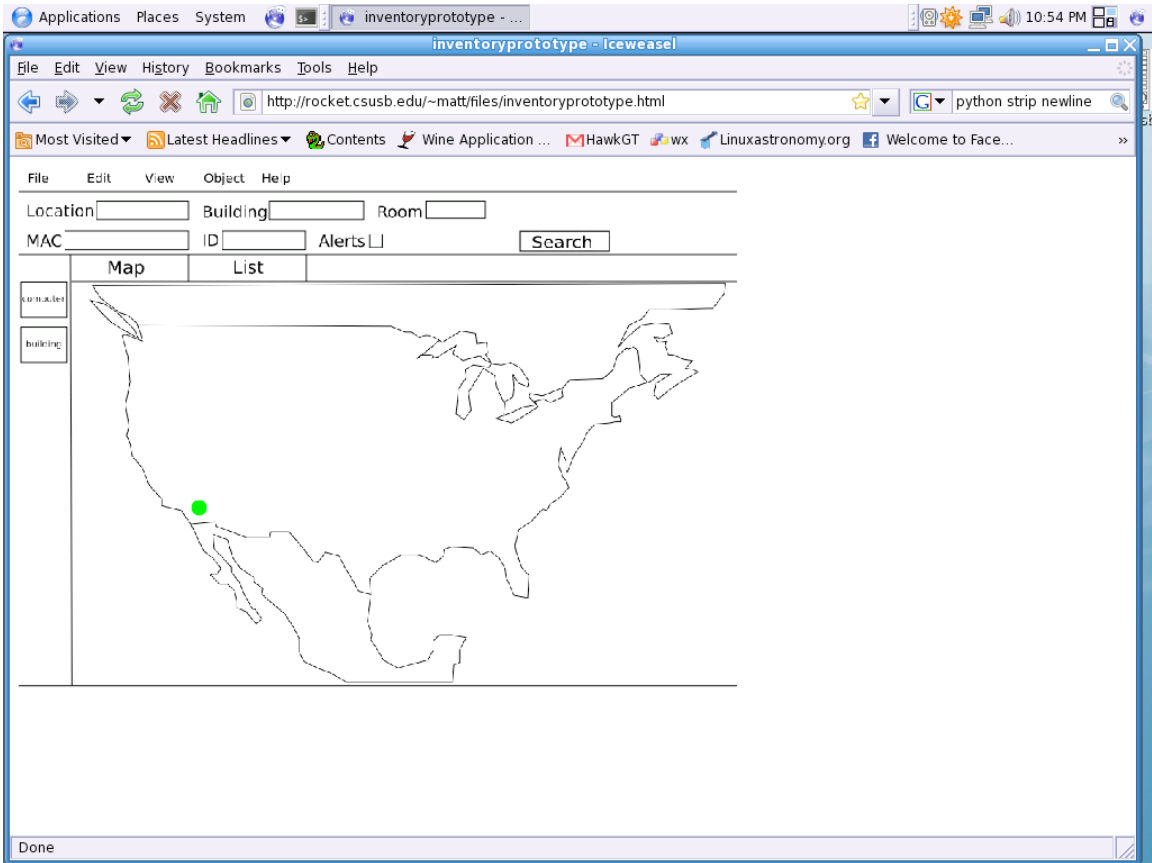 Applications Places System inventoryprototype - ... 10:54 PM
inventoryprototype - Iceweasel
File Edit View History Bookmarks Tools Help
http://rocket.csusb.edu/~matt/files/inventoryprototype.html G python strip newline
Most Visited Latest Headlines Contents Wine Application ... HawkGT wx Linuxastronomy.org Welcome to Face... »
File Edit View Object Help
Location Building Room
MAC ID Alerts Search
Map List
computer
building
Done